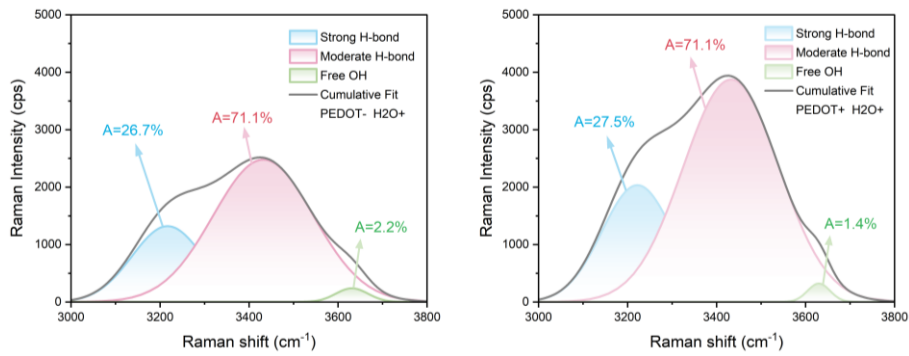 5000
4000
3000
2000
1000
0
3000
3200
3400
3600
3800
Raman Intensity (cps)
Raman shift (cm⁻¹)
Strong H-bond
Moderate H-bond
Free OH
Cumulative Fit
PEDOT- H2O+
A=26.7%
A=71.1%
A=2.2%
5000
4000
3000
2000
1000
0
3000
3200
3400
3600
3800
Raman Intensity (cps)
Raman shift (cm⁻¹)
Strong H-bond
Moderate H-bond
Free OH
Cumulative Fit
PEDOT+ H2O+
A=27.5%
A=71.1%
A=1.4%